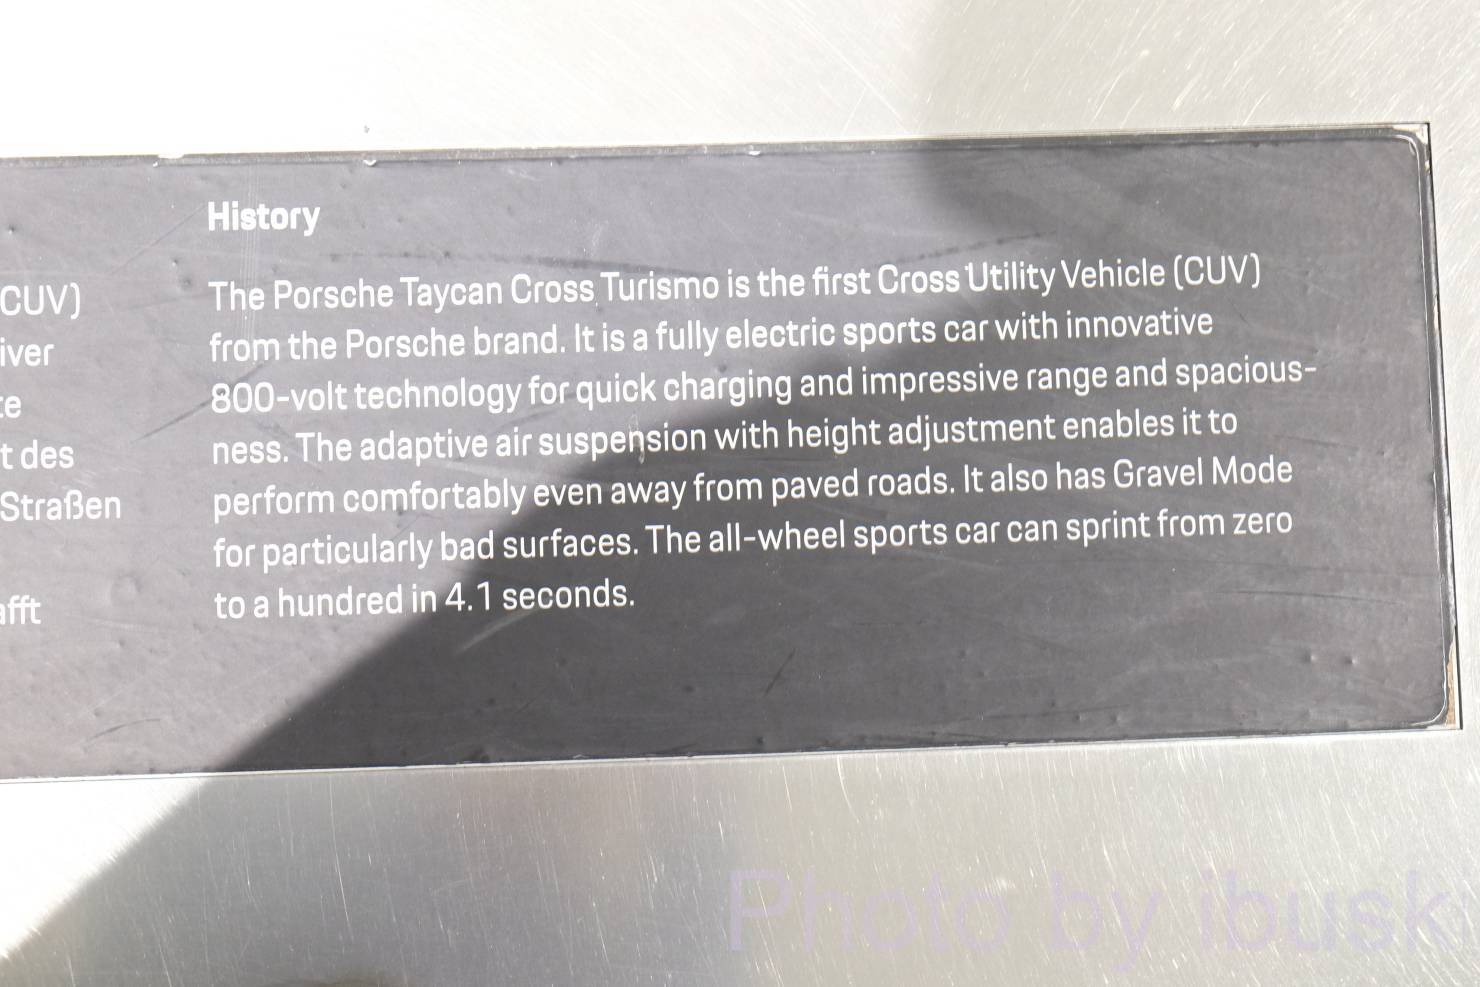 CUV)
iver
te
t des
Straßen
afft
History
The Porsche Taycan Cross Turismo is the first Cross Utility Vehicle (CUV)
from the Porsche brand. It is a fully electric sports car with innovative
800-volt technology for quick charging and impressive range and spacious-
ness. The adaptive air suspension with height adjustment enables it to
perform comfortably even away from paved roads. It also has Gravel Mode
for particularly bad surfaces. The all-wheel sports car can sprint from zero
to a hundred in 4.1 seconds.
Photo by ibuski